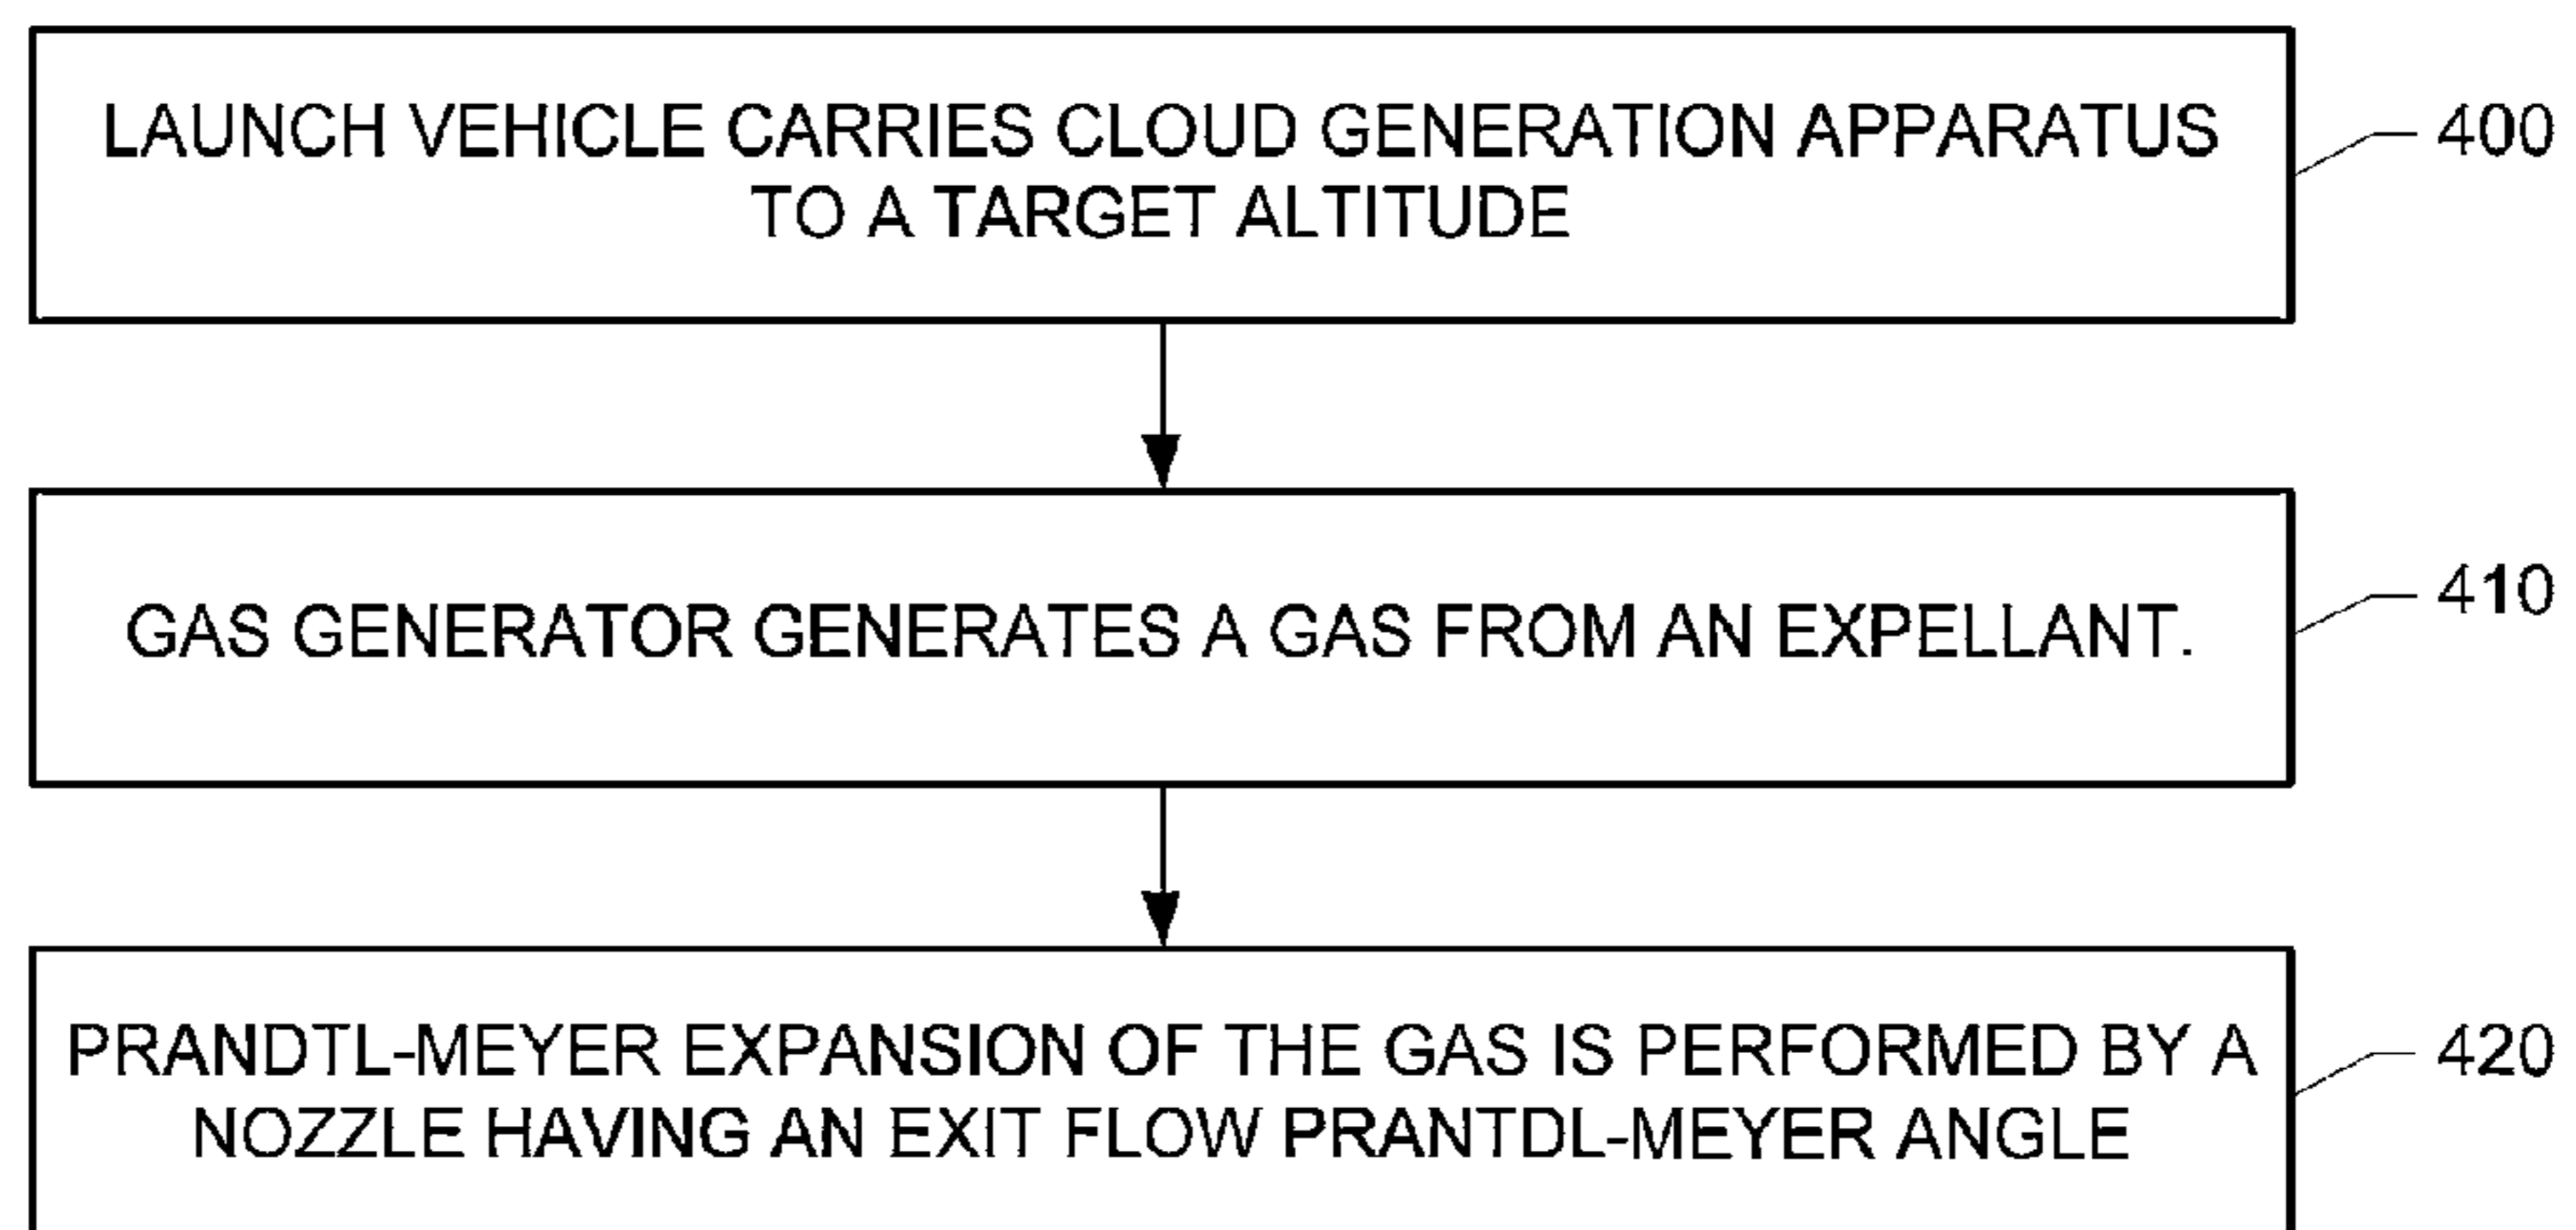 LAUNCH VEHICLE CARRIES CLOUD GENERATION APPARATUS
TO A TARGET ALTITUDE
400
GAS GENERATOR GENERATES A GAS FROM AN EXPELLANT.
410
PRANDTL-MEYER EXPANSION OF THE GAS IS PERFORMED BY A
NOZZLE HAVING AN EXIT FLOW PRANTDL-MEYER ANGLE
420